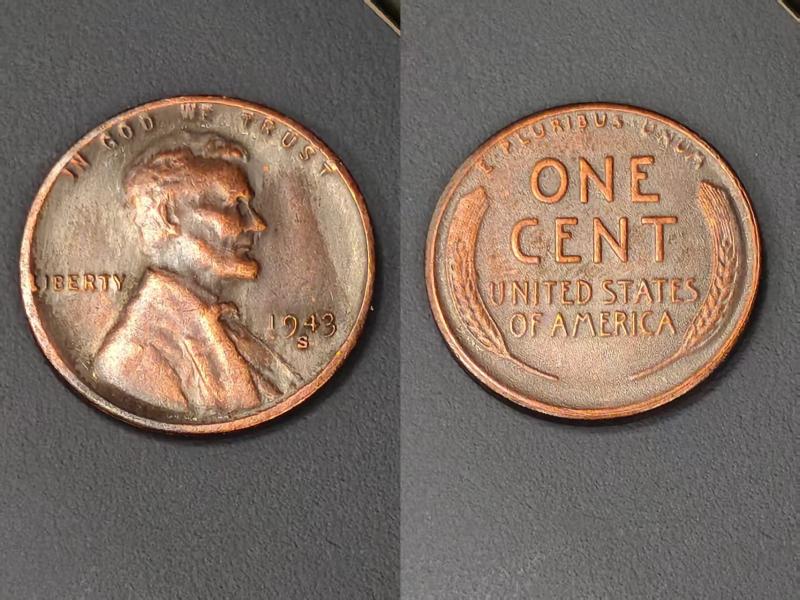 IN GOD WE TRUST
LIBERTY
1943
S
E·PLURIBUS·UNUM
ONE
CENT
UNITED STATES
OF AMERICA